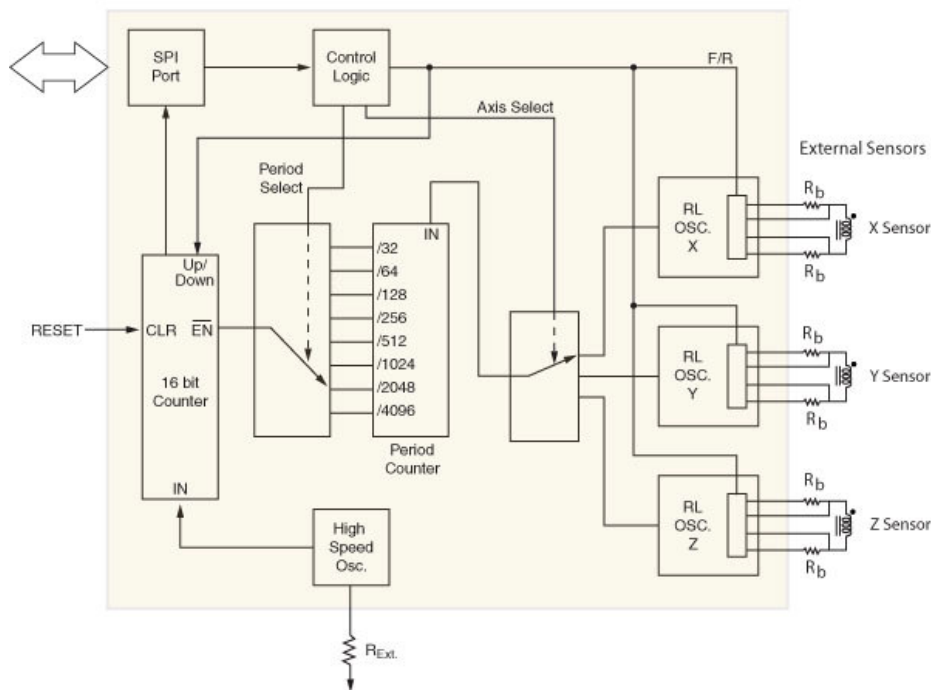 SPI
Port
Control
Logic
F/R
Axis Select
External Sensors
Period
Select
IN
RL
OSC.
X
Rb
X Sensor
Rb
/32
/64
/128
/256
/512
/1024
/2048
/4096
Period
Counter
Up/
Down
RESET
CLR
EN
16 bit
Counter
IN
RL
OSC.
Y
Rb
Y Sensor
Rb
RL
OSC.
Z
Rb
Z Sensor
Rb
High
Speed
Osc.
RExt.